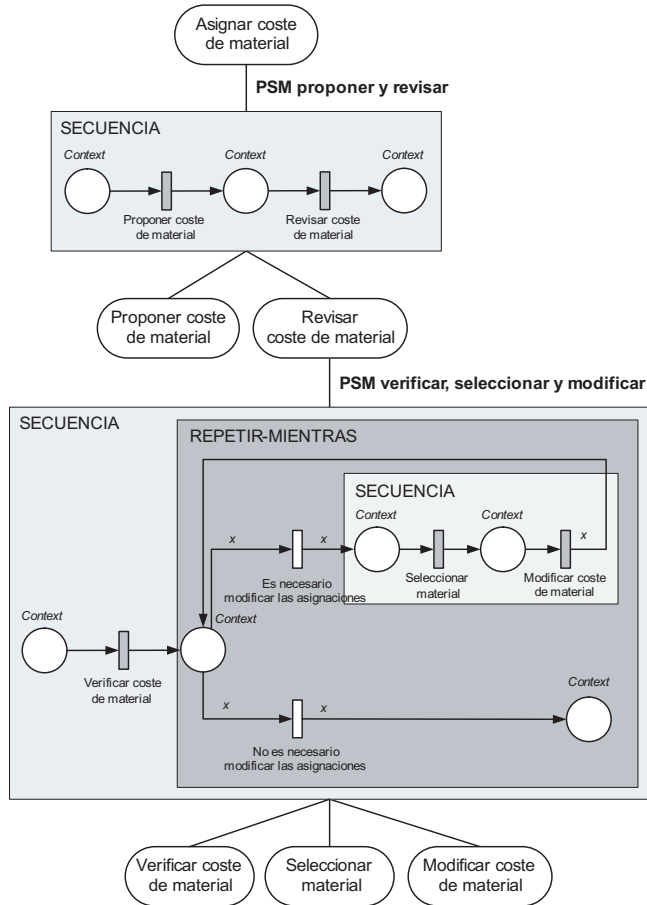 Asignar coste
de material
PSM proponer y revisar
SECUENCIA
Context
Context
Context
Proponer coste
de material
Revisar coste
de material
Proponer coste
de material
Revisar
coste de material
PSM verificar, seleccionar y modificar
SECUENCIA
REPETIR-MIENTRAS
SECUENCIA
Context
Context
x
x
x
Es necesario
modificar las asignaciones
Seleccionar
material
Modificar coste
de material
Context
Context
Verificar coste
de material
Context
x
x
No es necesario
modificar las asignaciones
Verificar coste
de material
Seleccionar
material
Modificar coste
de material